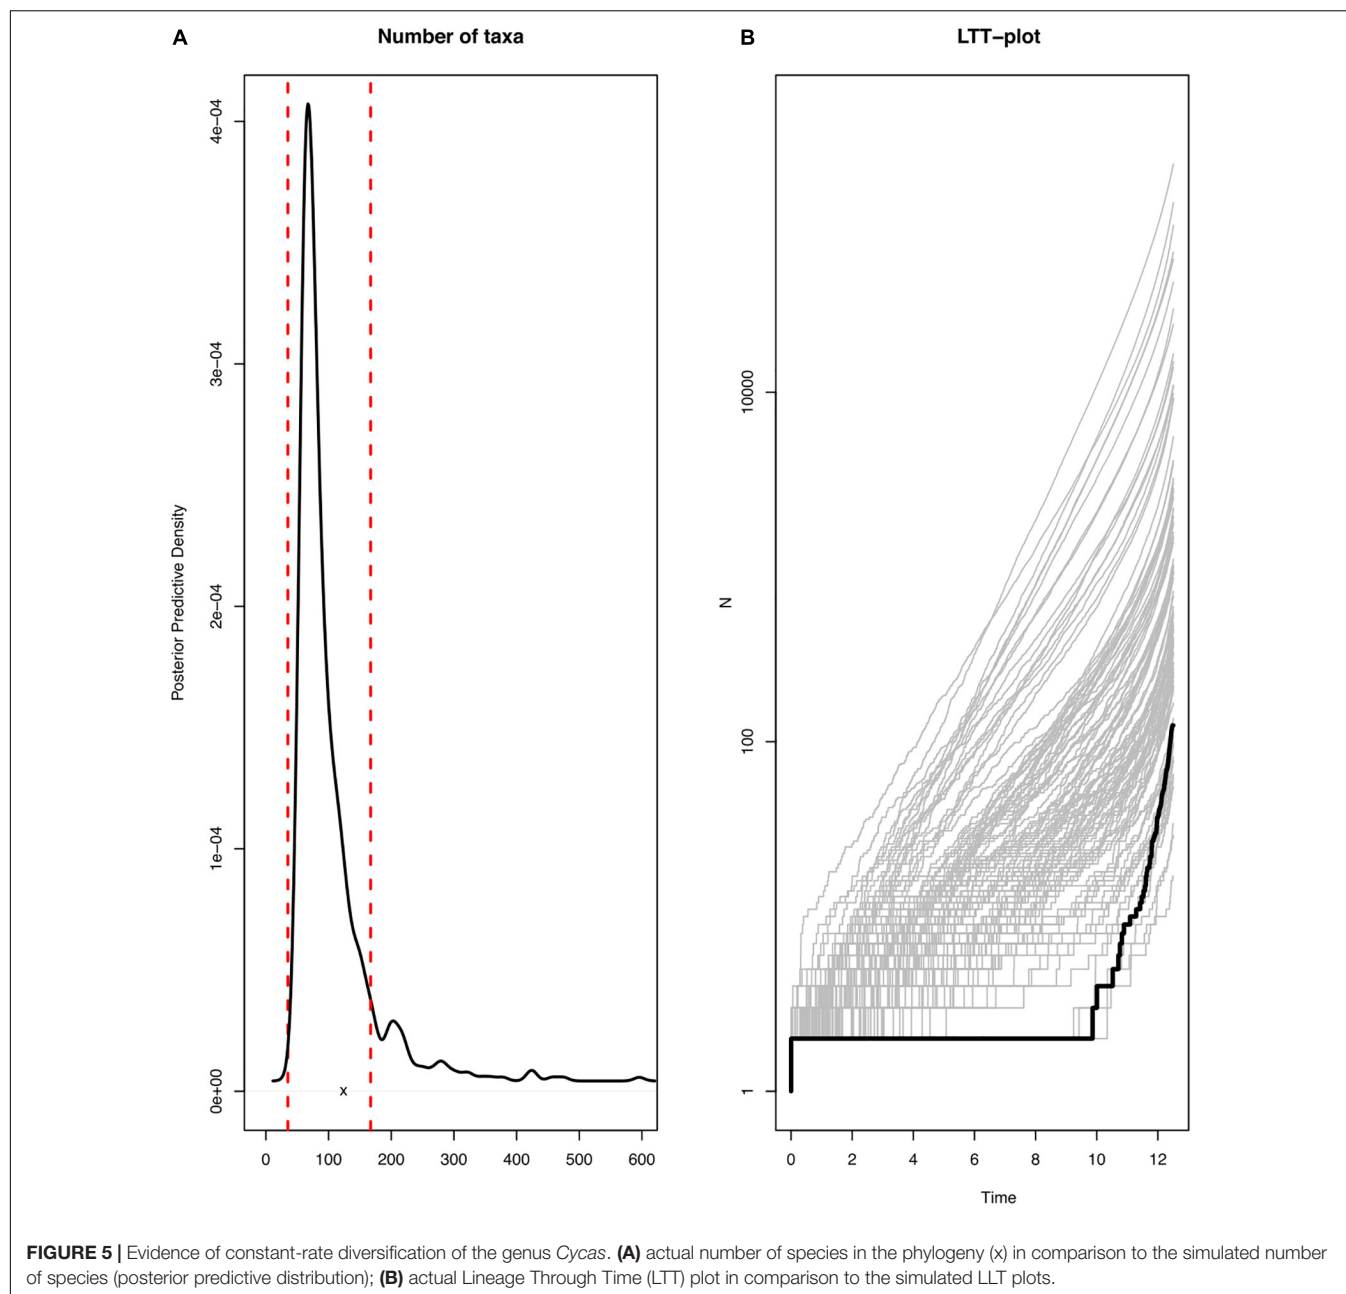 A
Number of taxa
Posterior Predictive Density
0e+00
1e-04
2e-04
3e-04
4e-04
x
0 100 200 300 400 500 600
B
LTT-plot
N
1
100
10000
0 2 4 6 8 10 12
Time
FIGURE 5 | Evidence of constant-rate diversification of the genus Cycas. (A) actual number of species in the phylogeny (x) in comparison to the simulated number
of species (posterior predictive distribution); (B) actual Lineage Through Time (LTT) plot in comparison to the simulated LLT plots.